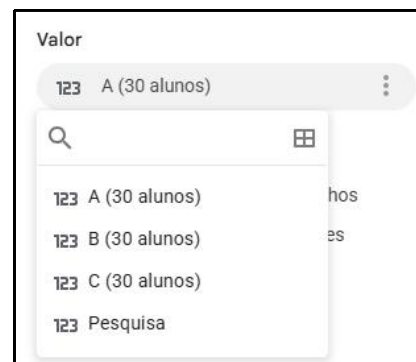 Valor
123 A (30 alunos)
hos
123 A (30 alunos)
es
123 B (30 alunos)
123 C (30 alunos)
123 Pesquisa